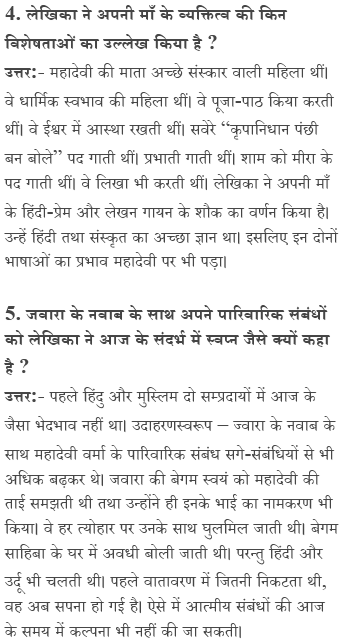 4. लेखिका ने अपनी माँ के व्यक्तित्व की किन
विशेषताओं का उल्लेख किया है ?
उत्तर:- महादेवी की माता अच्छे संस्कार वाली महिला थीं।
वे धार्मिक स्वभाव की महिला थीं। वे पूजा-पाठ किया करती
थीं। वे ईश्वर में आस्था रखती थीं। सवेरे “कृपानिधान पंछी
बन बोले” पद गाती थीं। प्रभाती गाती थीं। शाम को मीरा के
पद गाती थीं। वे लिखा भी करती थीं। लेखिका ने अपनी माँ
के हिंदी-प्रेम और लेखन गायन के शौक का वर्णन किया है।
उन्हें हिंदी तथा संस्कृत का अच्छा ज्ञान था। इसलिए इन दोनों
भाषाओं का प्रभाव महादेवी पर भी पड़ा।
5. जवारा के नवाब के साथ अपने पारिवारिक संबंधों
को लेखिका ने आज के संदर्भ में स्वप्न जैसे क्यों कहा
है ?
उत्तर:- पहले हिंदु और मुस्लिम दो सम्प्रदायों में आज के
जैसा भेदभाव नहीं था। उदाहरणस्वरूप – ज्वारा के नवाब के
साथ महादेवी वर्मा के पारिवारिक संबंध सगे-संबंधियों से भी
अधिक बढ़कर थे। जवारा की बेगम स्वयं को महादेवी की
ताई समझती थी तथा उन्होंने ही इनके भाई का नामकरण भी
किया। वे हर त्योहार पर उनके साथ घुलमिल जाती थी। बेगम
साहिबा के घर में अवधी बोली जाती थी। परन्तु हिंदी और
उर्दू भी चलती थी। पहले वातावरण में जितनी निकटता थी,
वह अब सपना हो गई है। ऐसे में आत्मीय संबंधों की आज
के समय में कल्पना भी नहीं की जा सकती।